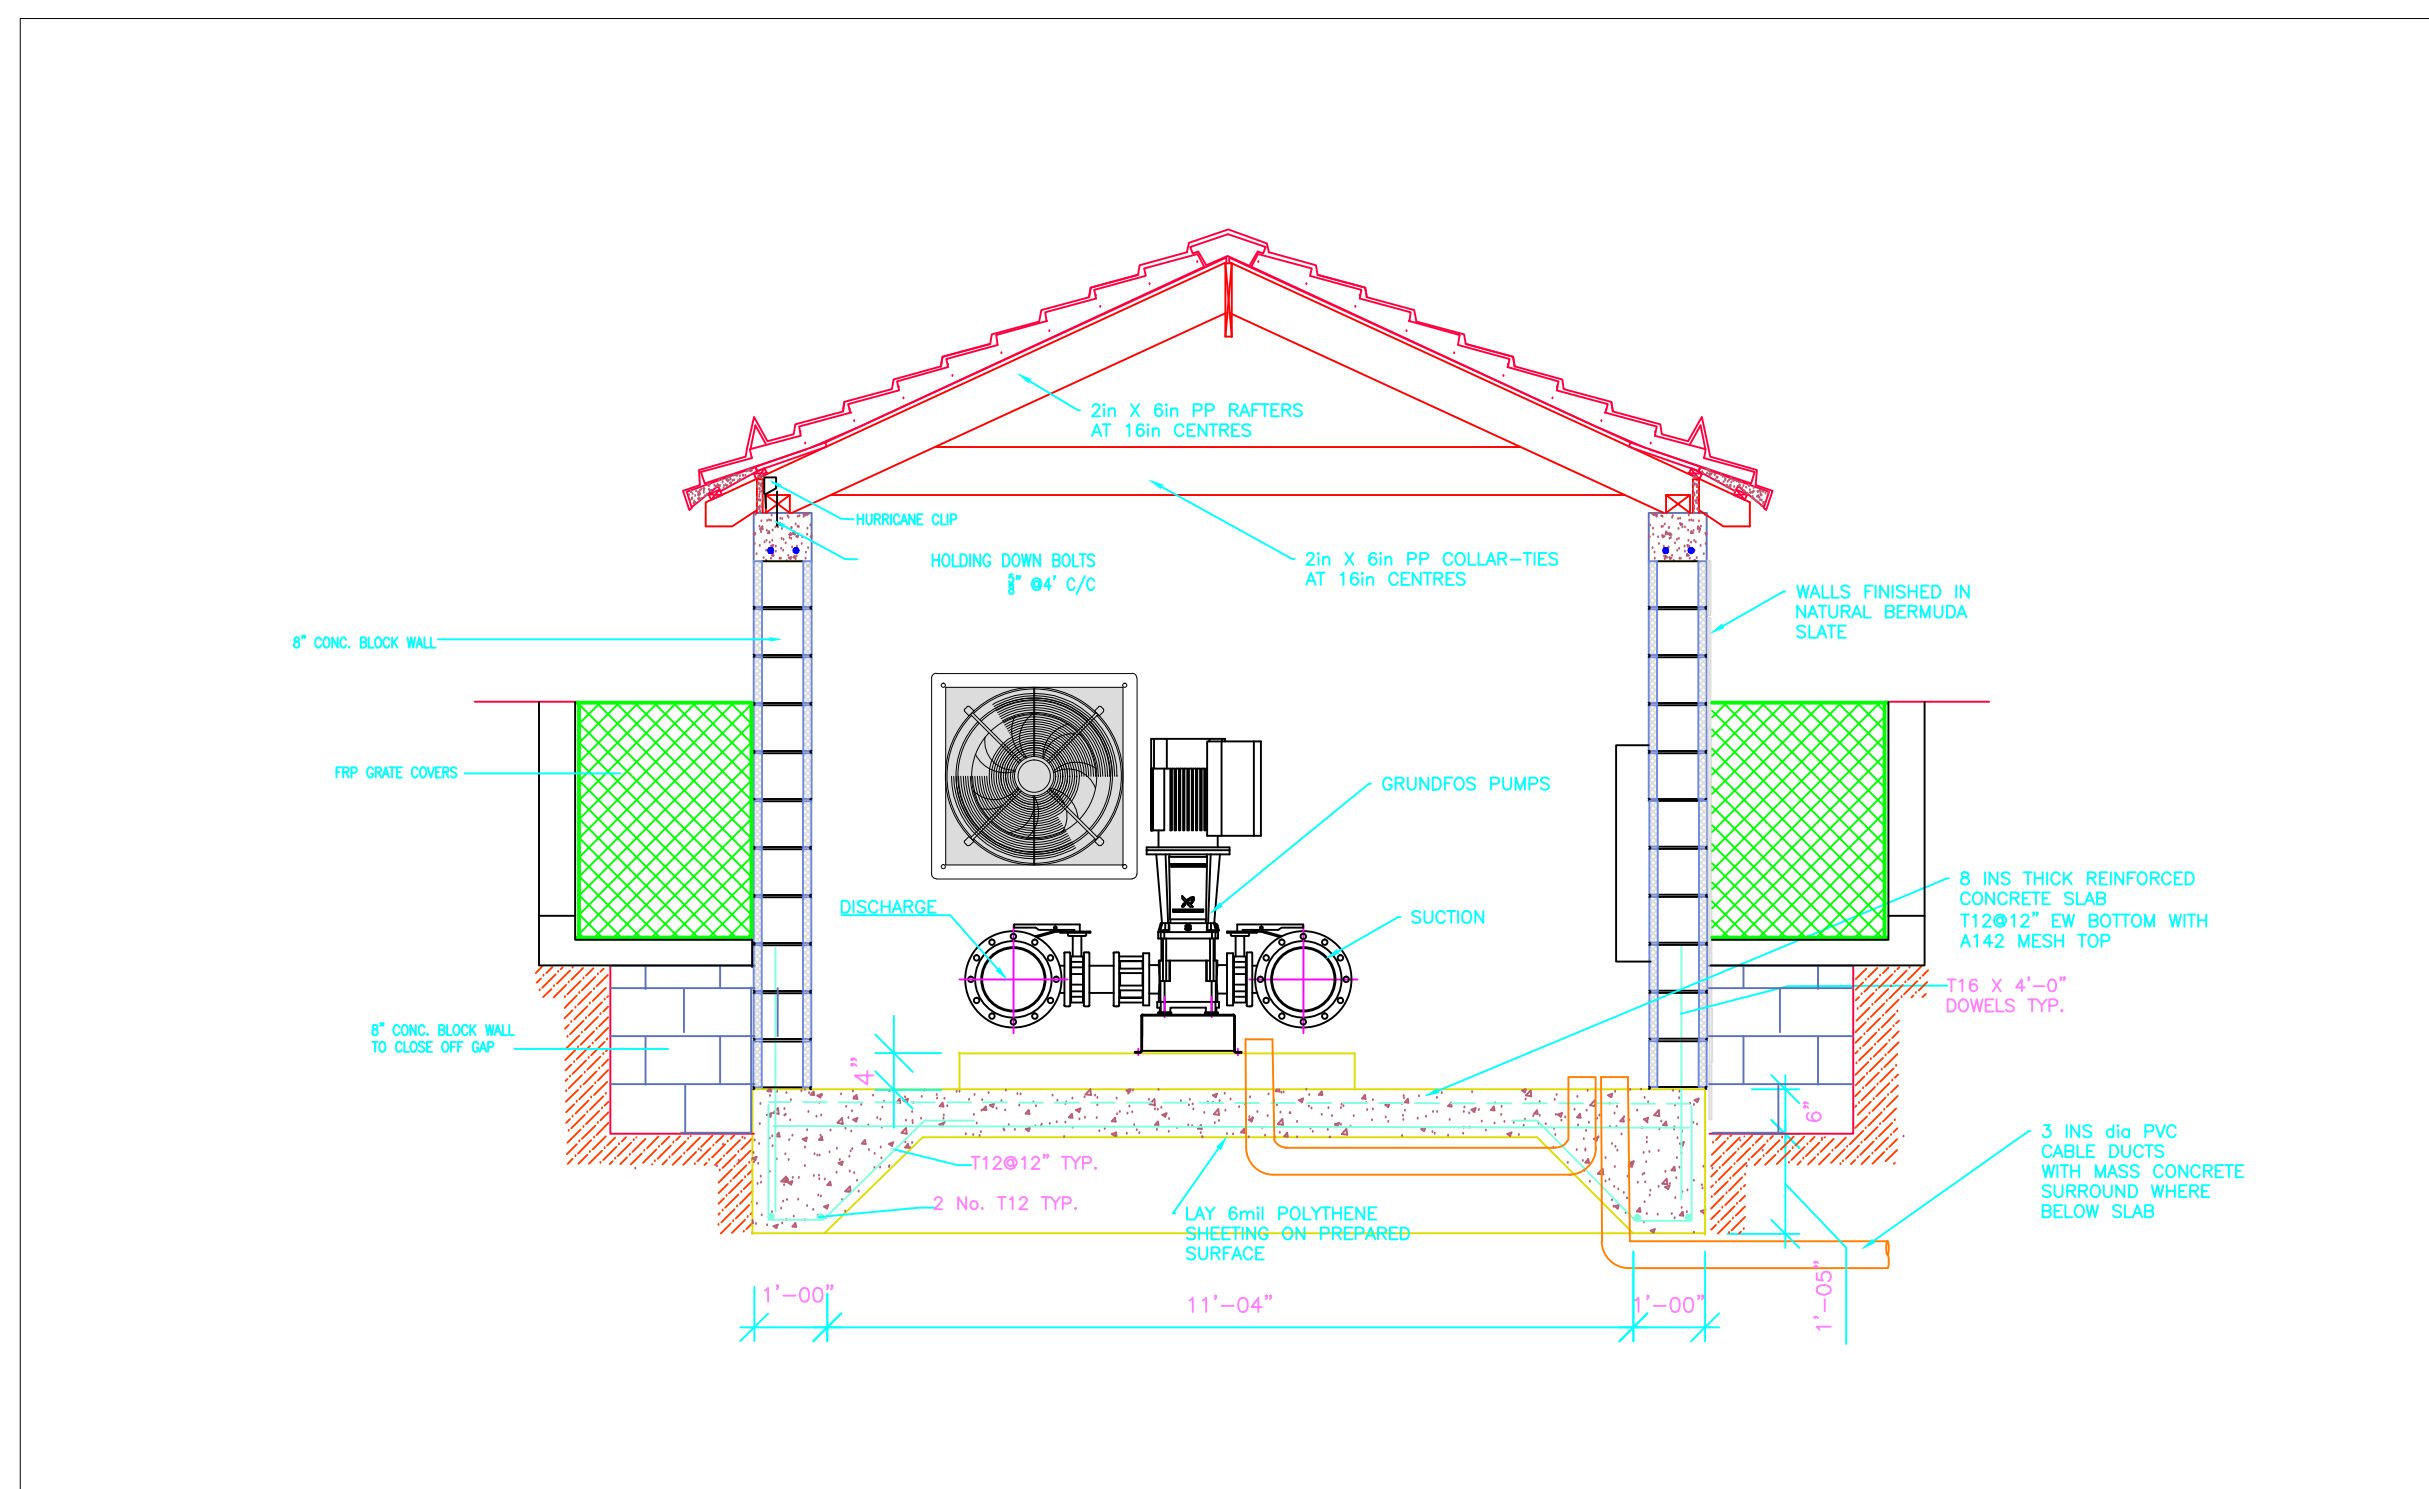 2in X 6in PP RAFTERS
AT 16in CENTRES
HURRICANE CLIP
HOLDING DOWN BOLTS
5/8" @4' C/C
2in X 6in PP COLLAR-TIES
AT 16in CENTRES
WALLS FINISHED IN
NATURAL BERMUDA
SLATE
8" CONC. BLOCK WALL
FRP GRATE COVERS
GRUNDFOS PUMPS
DISCHARGE
SUCTION
8 INS THICK REINFORCED
CONCRETE SLAB
T12@12" EW BOTTOM WITH
A142 MESH TOP
T16 X 4'-0"
DOWELS TYP.
8" CONC. BLOCK WALL
TO CLOSE OFF GAP
4"
6"
3 INS dia PVC
CABLE DUCTS
WITH MASS CONCRETE
SURROUND WHERE
BELOW SLAB
T12@12" TYP.
2 No. T12 TYP.
LAY 6mil POLYTHENE
SHEETING ON PREPARED
SURFACE
1'-00"
11'-04"
1'-00"
1'-05"